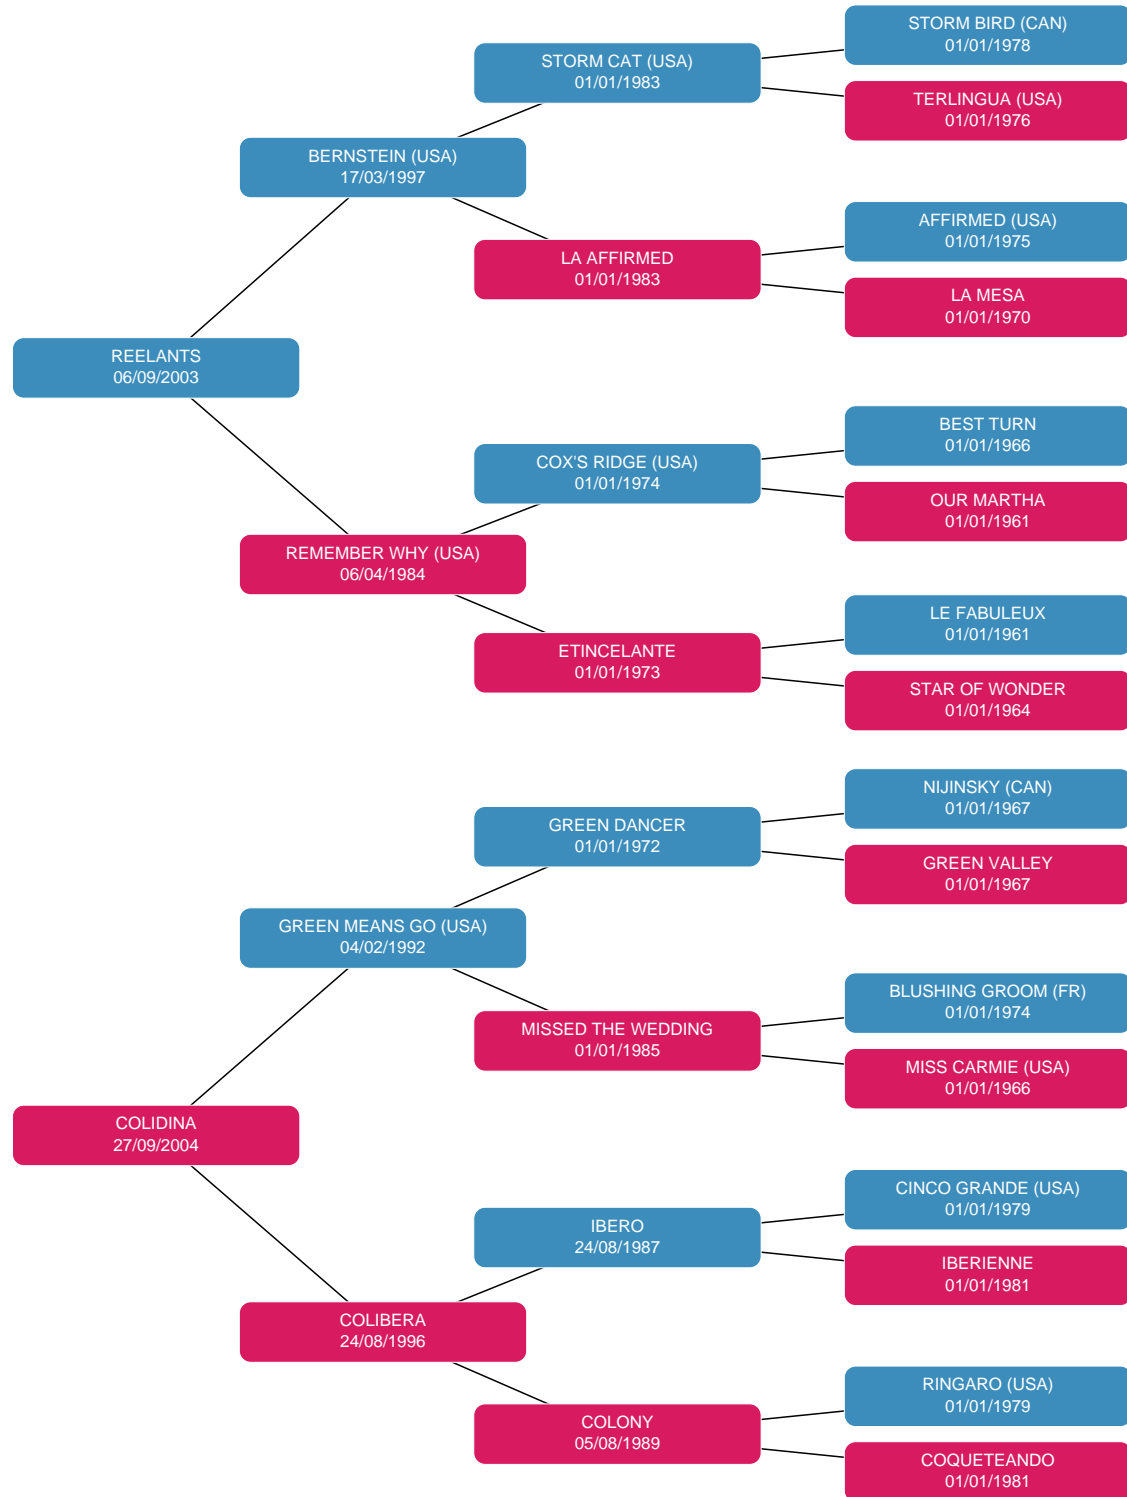 STORM BIRD (CAN)
01/01/1978
STORM CAT (USA)
01/01/1983
TERLINGUA (USA)
01/01/1976
BERNSTEIN (USA)
17/03/1997
AFFIRMED (USA)
01/01/1975
LA AFFIRMED
01/01/1983
LA MESA
01/01/1970
REELANTS
06/09/2003
BEST TURN
01/01/1966
COX'S RIDGE (USA)
01/01/1974
OUR MARTHA
01/01/1961
REMEMBER WHY (USA)
06/04/1984
LE FABULEUX
01/01/1961
ETINCELANTE
01/01/1973
STAR OF WONDER
01/01/1964
NIJINSKY (CAN)
01/01/1967
GREEN DANCER
01/01/1972
GREEN VALLEY
01/01/1967
GREEN MEANS GO (USA)
04/02/1992
BLUSHING GROOM (FR)
01/01/1974
MISSED THE WEDDING
01/01/1985
MISS CARMIE (USA)
01/01/1966
COLIDINA
27/09/2004
CINCO GRANDE (USA)
01/01/1979
IBERO
24/08/1987
IBERIENNE
01/01/1981
COLIBERA
24/08/1996
RINGARO (USA)
01/01/1979
COLONY
05/08/1989
COQUETEANDO
01/01/1981